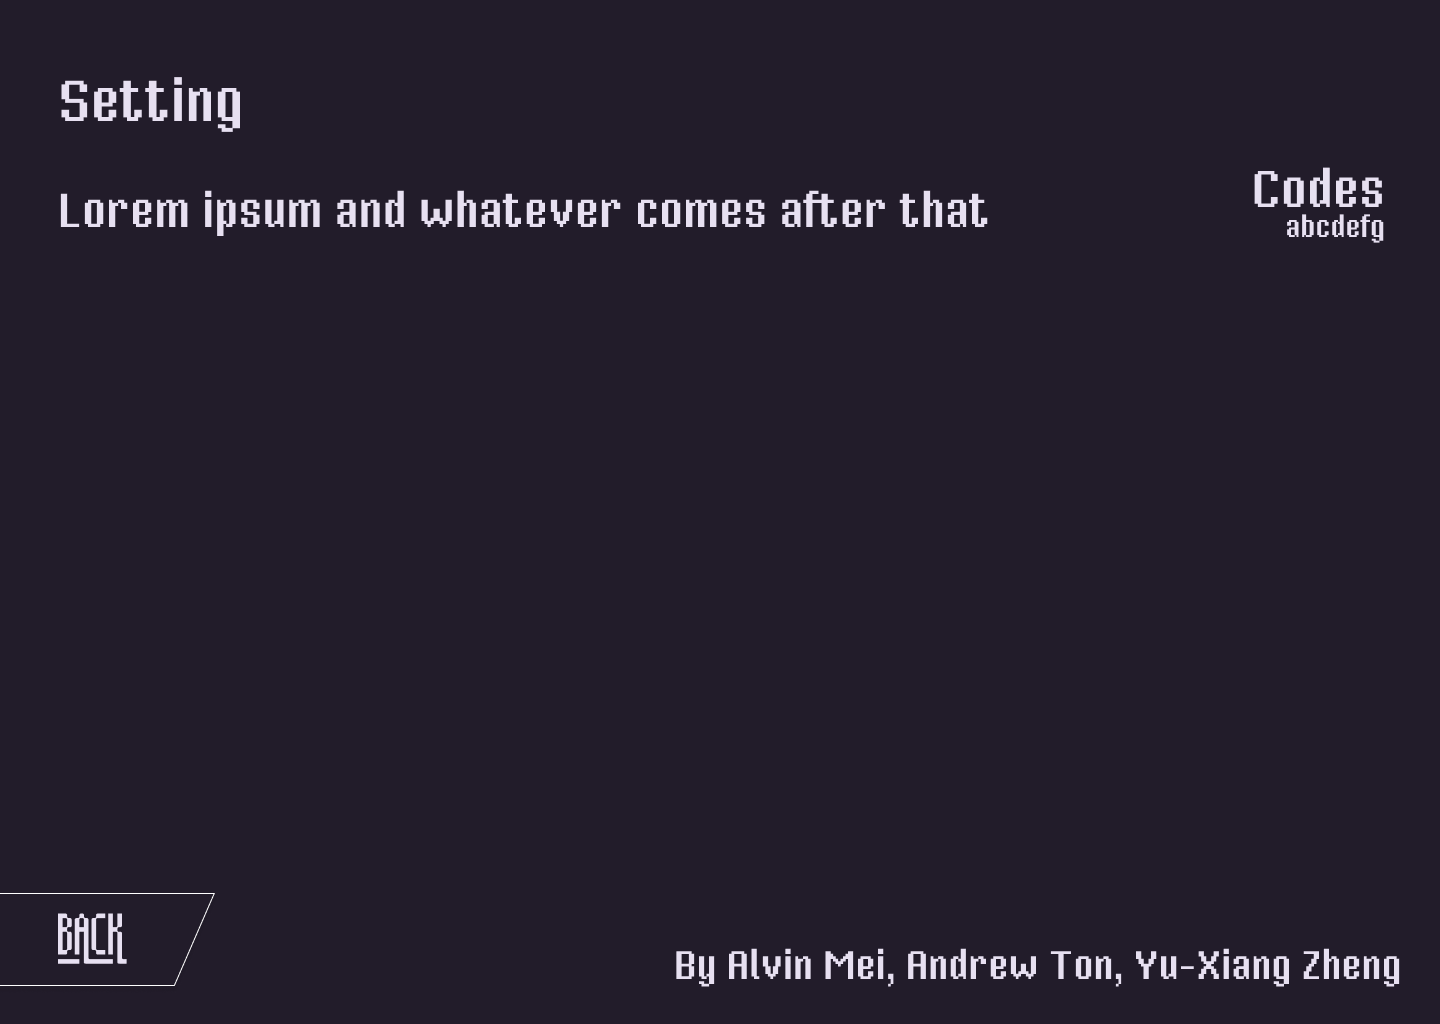 Setting
Lorem ipsum and whatever comes after that
Codes
abcdefg
BACK
By Alvin Mei, Andrew Ton, Yu-Xiang Zheng